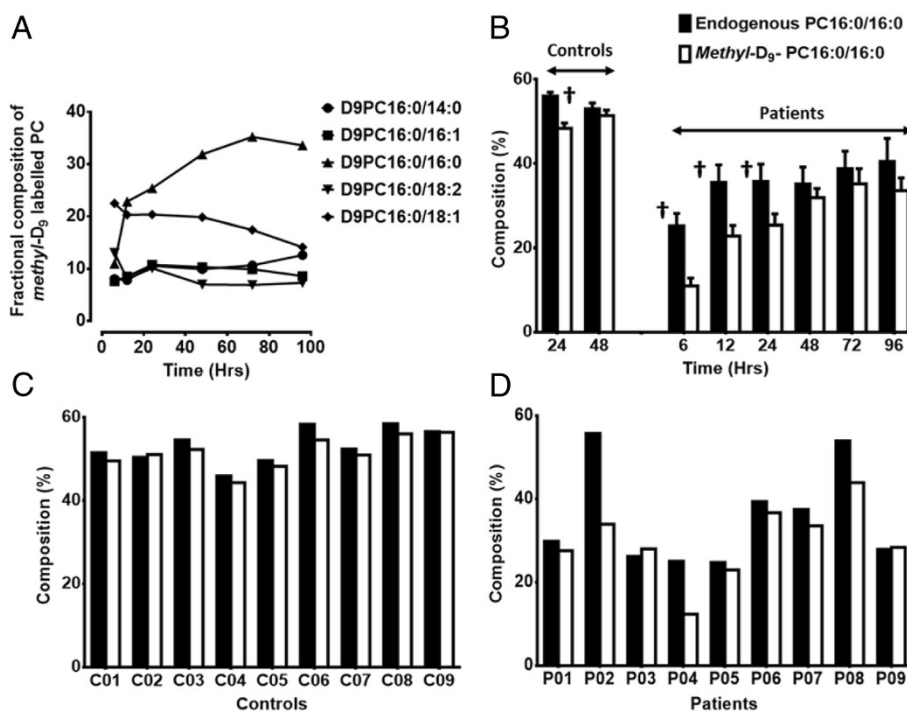 A
Fractional composition of
methyl-D9 labelled PC
40
30
20
10
0
0 20 40 60 80 100
Time (Hrs)
D9PC16:0/14:0
D9PC16:0/16:1
D9PC16:0/16:0
D9PC16:0/18:2
D9PC16:0/18:1
B
Endogenous PC16:0/16:0
Methyl-D9- PC16:0/16:0
Controls
Patients
Composition (%)
60
40
20
0
† † † †
24 48 6 12 24 48 72 96
Time (Hrs)
C
Composition (%)
60
40
20
0
C01 C02 C03 C04 C05 C06 C07 C08 C09
Controls
D
Composition (%)
60
40
20
0
P01 P02 P03 P04 P05 P06 P07 P08 P09
Patients